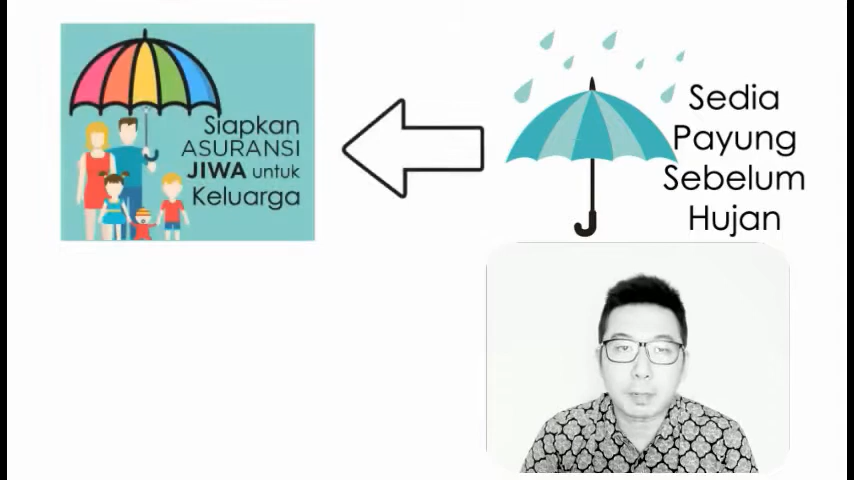 Siapkan
ASURANSI
JIWA untuk
Keluarga
Sedia
Payung
Sebelum
Hujan